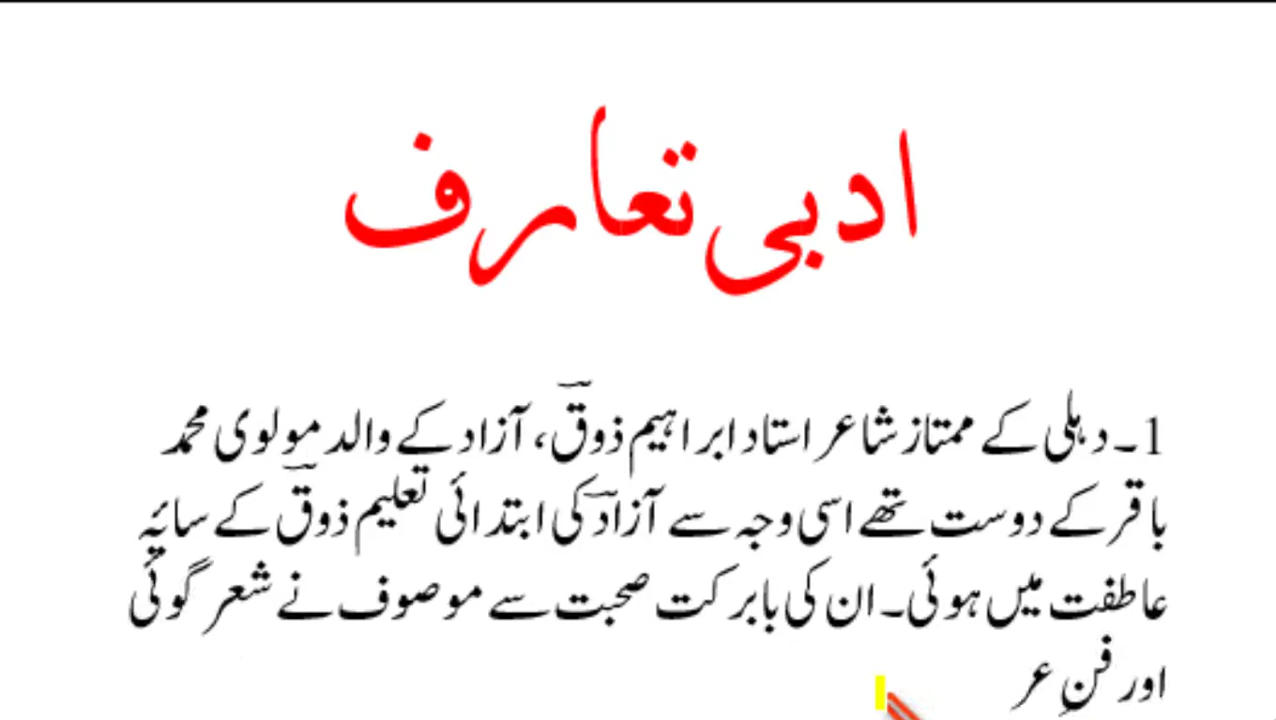 ادبی تعارف
1۔ دہلی کے ممتاز شاعر استاد ابراہیم ذوقؔ، آزاد کے والد مولوی محمد
باقر کے دوست تھے اسی وجہ سے آزادؔ کی ابتدائی تعلیم ذوقؔ کے سایہِ
عاطفت میں ہوئی۔ ان کی بابرکت صحبت سے موصوف نے شعر گوئی
اور فنِ عر